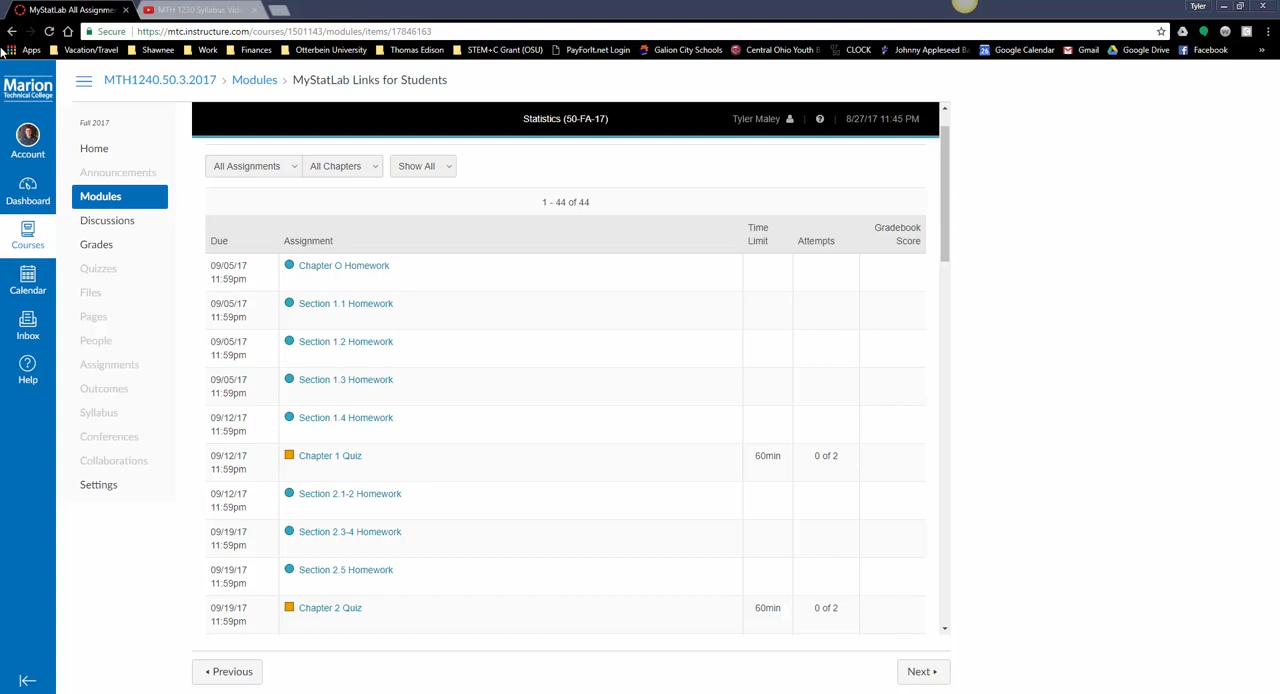 MyStatLab All Assignme
MTH 1230 Syllabus Vid
Tyler
Secure
https://mtc.instructure.com/courses/1501143/modules/items/17846163
Apps
Vacation/Travel
Shawnee
Work
Finances
Otterbein University
Thomas Edison
STEM+C Grant (OSU)
PayForIt.net Login
Galion City Schools
Central Ohio Youth B
CLOCK
Johnny Appleseed Ba
Google Calendar
Gmail
Google Drive
Facebook
Marion
Technical College
Account
Dashboard
Courses
Calendar
Inbox
Help
MTH1240.50.3.2017 > Modules > MyStatLab Links for Students
Fall 2017
Home
Announcements
Modules
Discussions
Grades
Quizzes
Files
Pages
People
Assignments
Outcomes
Syllabus
Conferences
Collaborations
Settings
Statistics (50-FA-17)
Tyler Maley
8/27/17 11:45 PM
All Assignments
All Chapters
Show All
1 - 44 of 44
Due
Assignment
Time Limit
Attempts
Gradebook Score
09/05/17 11:59pm Chapter O Homework
09/05/17 11:59pm Section 1.1 Homework
09/05/17 11:59pm Section 1.2 Homework
09/05/17 11:59pm Section 1.3 Homework
09/12/17 11:59pm Section 1.4 Homework
09/12/17 11:59pm Chapter 1 Quiz 60min 0 of 2
09/12/17 11:59pm Section 2.1-2 Homework
09/19/17 11:59pm Section 2.3-4 Homework
09/19/17 11:59pm Section 2.5 Homework
09/19/17 11:59pm Chapter 2 Quiz 60min 0 of 2
Previous
Next